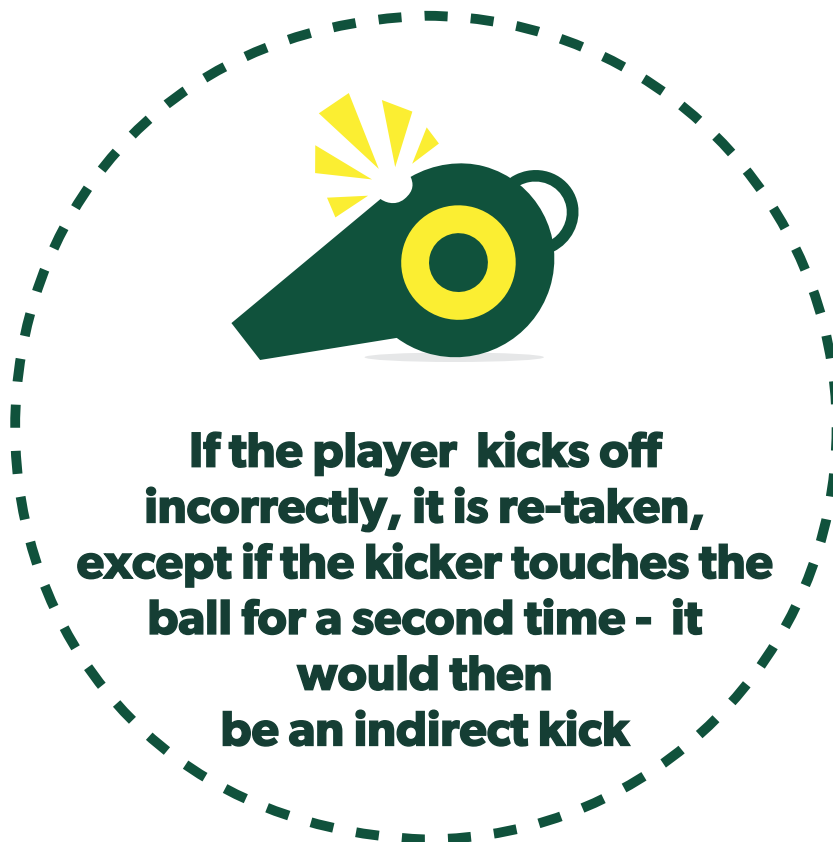 If the player  kicks off
incorrectly, it is re-taken,
except if the kicker touches the
ball for a second time -  it
would then
be an indirect kick